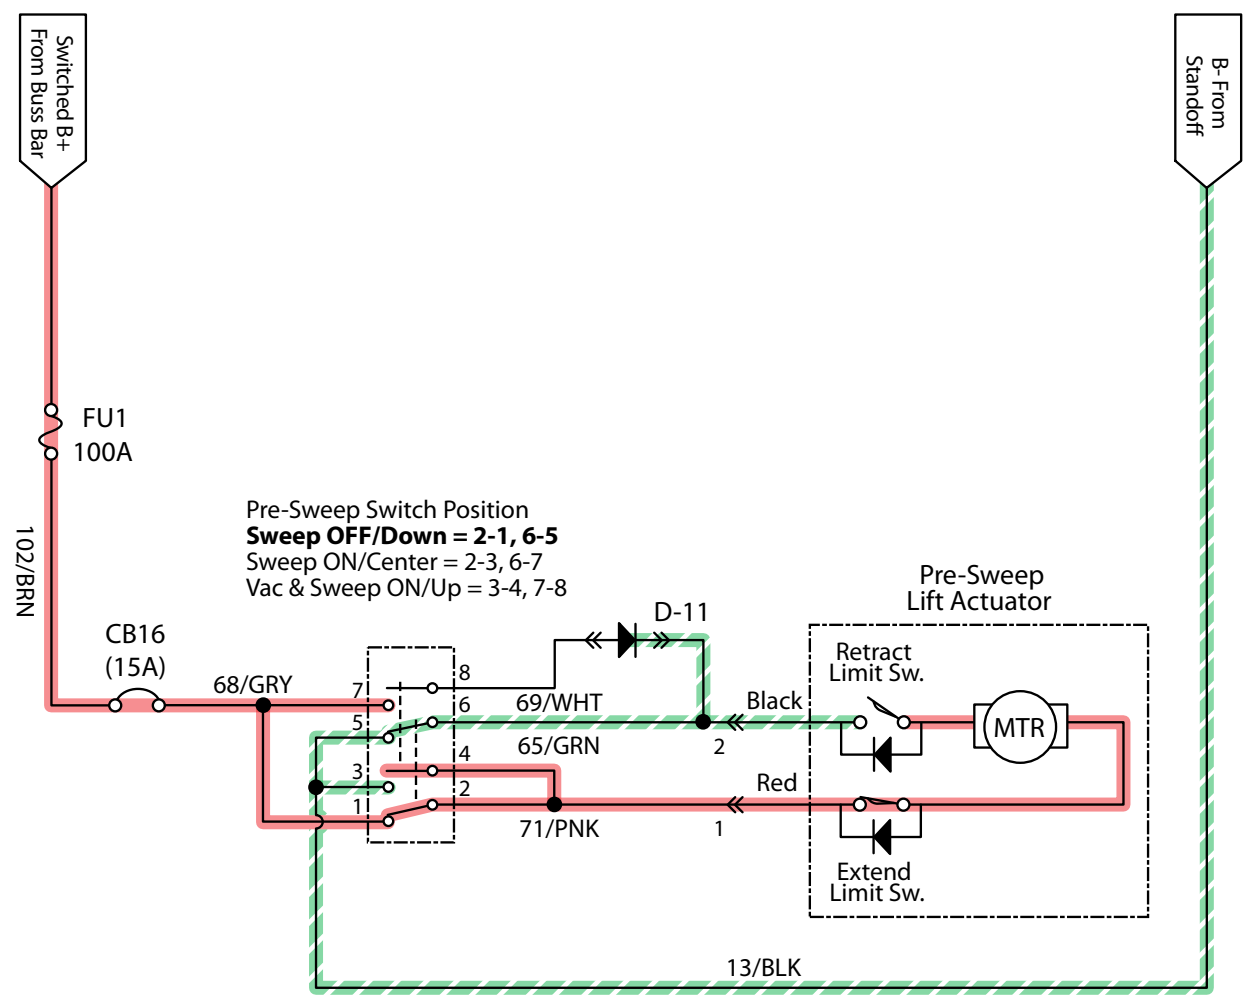 Switched B+
From Buss Bar
B- From
Standoff
FU1
100A
102/BRN
Pre-Sweep Switch Position
Sweep OFF/Down = 2-1, 6-5
Sweep ON/Center = 2-3, 6-7
Vac & Sweep ON/Up = 3-4, 7-8
Pre-Sweep
Lift Actuator
CB16
(15A)
D-11
Retract
Limit Sw.
68/GRY
7
8
69/WHT
6
Black
MTR
5
65/GRN
2
4
3
Red
2
1
71/PNK
1
Extend
Limit Sw.
13/BLK